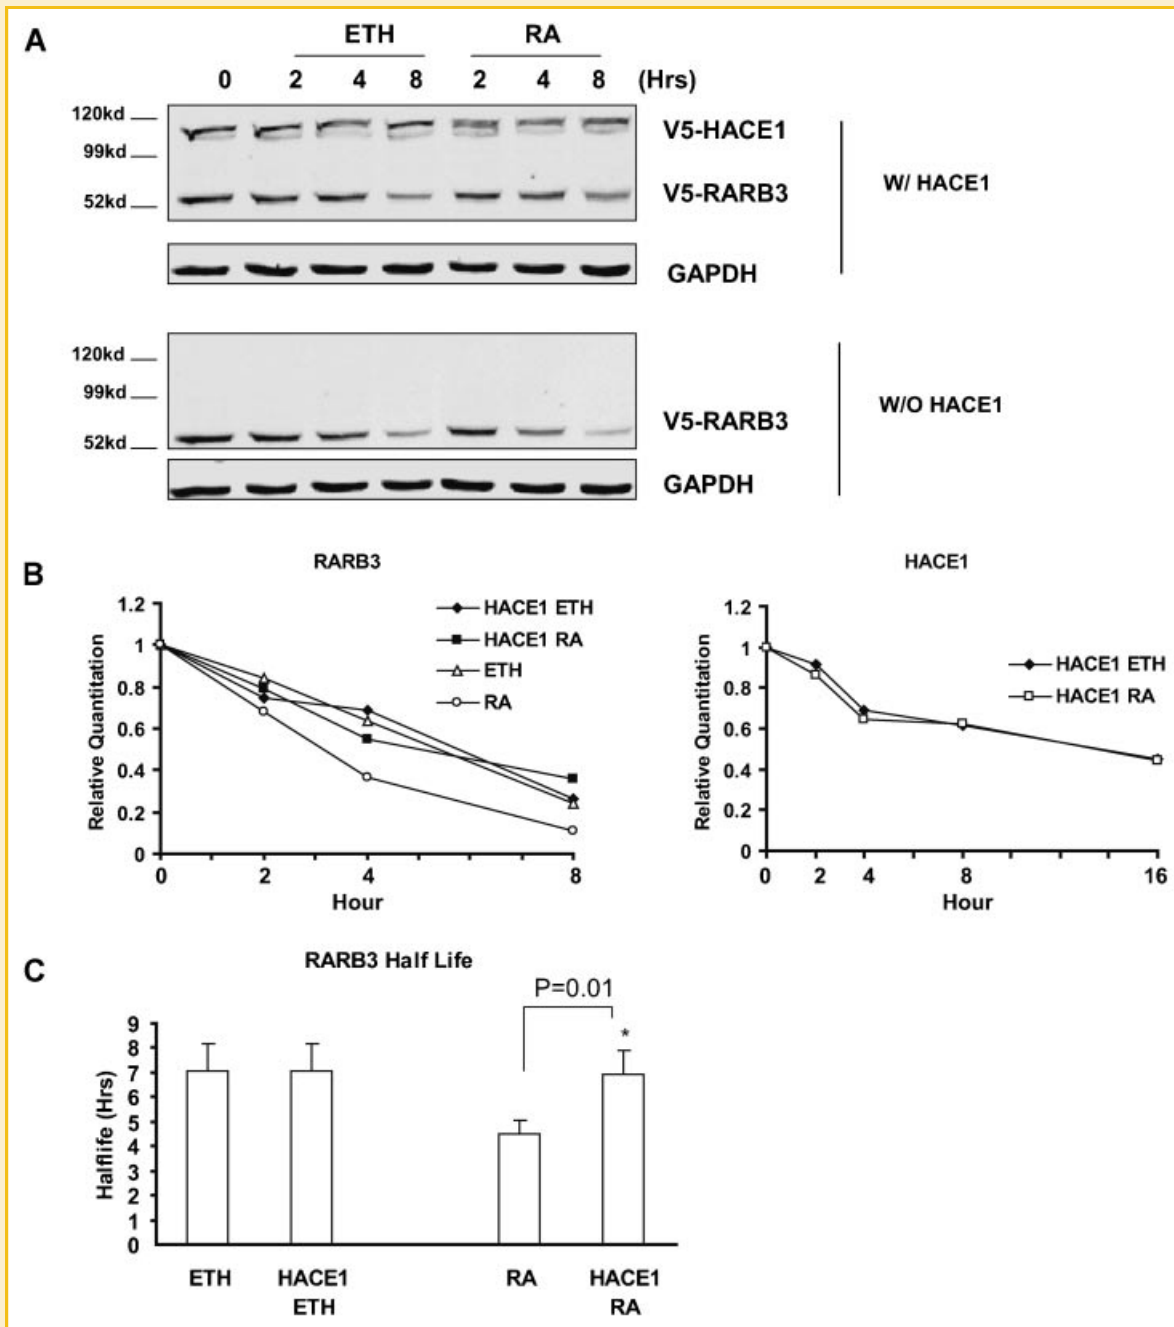 A
ETH RA
0 2 4 8 2 4 8 (Hrs)
120kd
99kd
52kd
V5-HACE1
V5-RARB3
GAPDH
W/ HACE1
120kd
99kd
52kd
V5-RARB3
GAPDH
W/O HACE1
B
RARB3
Relative Quantitation
1.2
1
0.8
0.6
0.4
0.2
0
0 2 4 8
Hour
HACE1 ETH
HACE1 RA
ETH
RA
HACE1
Relative Quantitation
1.2
1
0.8
0.6
0.4
0.2
0
0 2 4 8 16
Hour
HACE1 ETH
HACE1 RA
C
RARB3 Half Life
P=0.01
*
Halflife (Hrs)
9
8
7
6
5
4
3
2
1
0
ETH HACE1 RA HACE1
ETH RA